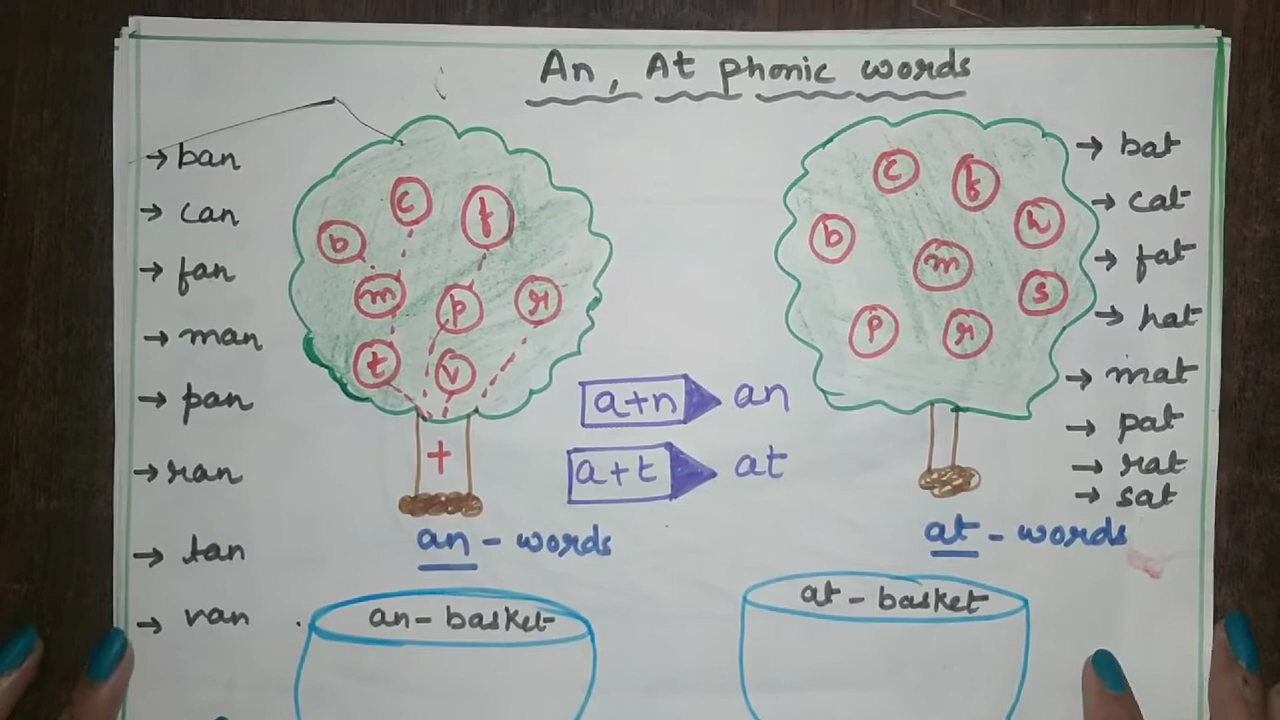 An, At phonic words
→ ban
→ can
→ fan
→ man
→ pan
→ ran
→ tan
→ van
c
f
b
m
p
r
t
v
+
an - words
an - basket
a+n an
a+t at
c
f
h
b
m
s
p
r
at - words
at - basket
→ bat
→ cat
→ fat
→ hat
→ mat
→ pat
→ rat
→ sat